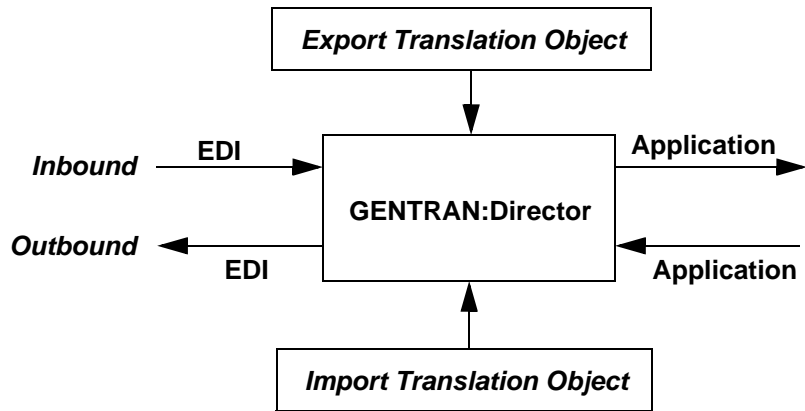 Export Translation Object
Inbound
EDI
Application
GENTRAN:Director
Outbound
EDI
Application
Import Translation Object